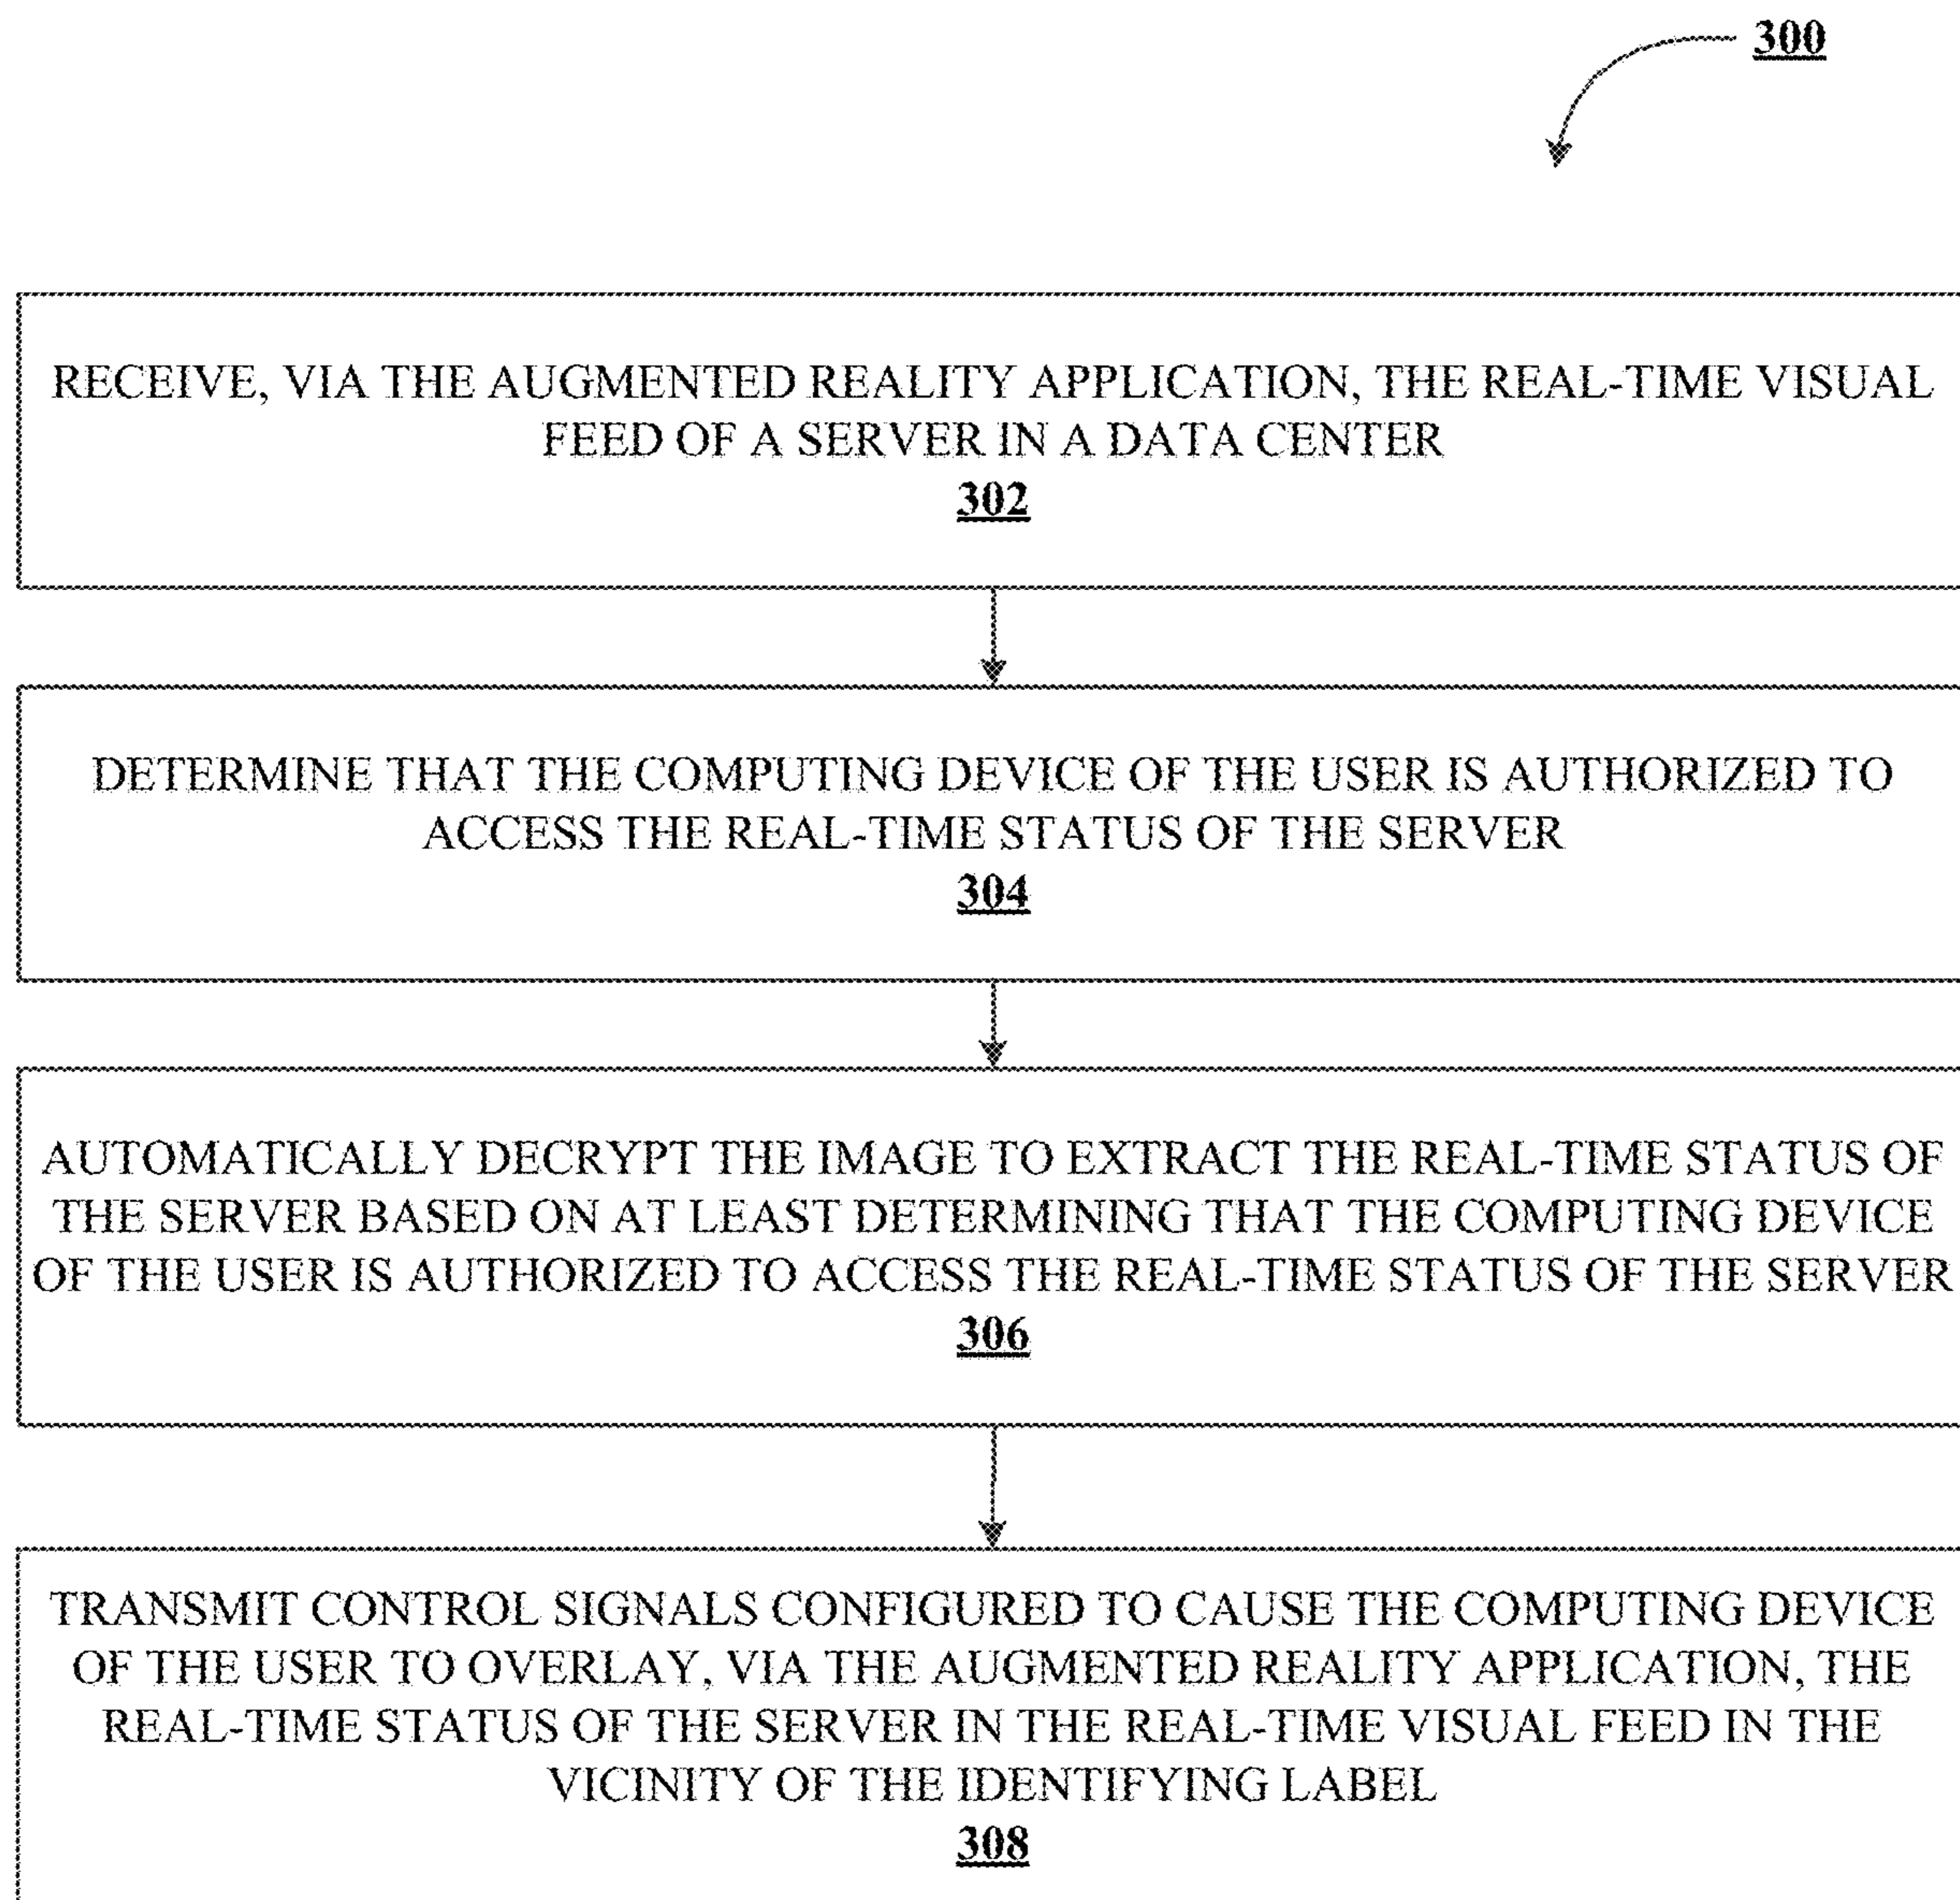 300
RECEIVE, VIA THE AUGMENTED REALITY APPLICATION, THE REAL-TIME VISUAL
FEED OF A SERVER IN A DATA CENTER
302
DETERMINE THAT THE COMPUTING DEVICE OF THE USER IS AUTHORIZED TO
ACCESS THE REAL-TIME STATUS OF THE SERVER
304
AUTOMATICALLY DECRYPT THE IMAGE TO EXTRACT THE REAL-TIME STATUS OF
THE SERVER BASED ON AT LEAST DETERMINING THAT THE COMPUTING DEVICE
OF THE USER IS AUTHORIZED TO ACCESS THE REAL-TIME STATUS OF THE SERVER
306
TRANSMIT CONTROL SIGNALS CONFIGURED TO CAUSE THE COMPUTING DEVICE
OF THE USER TO OVERLAY, VIA THE AUGMENTED REALITY APPLICATION, THE
REAL-TIME STATUS OF THE SERVER IN THE REAL-TIME VISUAL FEED IN THE
VICINITY OF THE IDENTIFYING LABEL
308